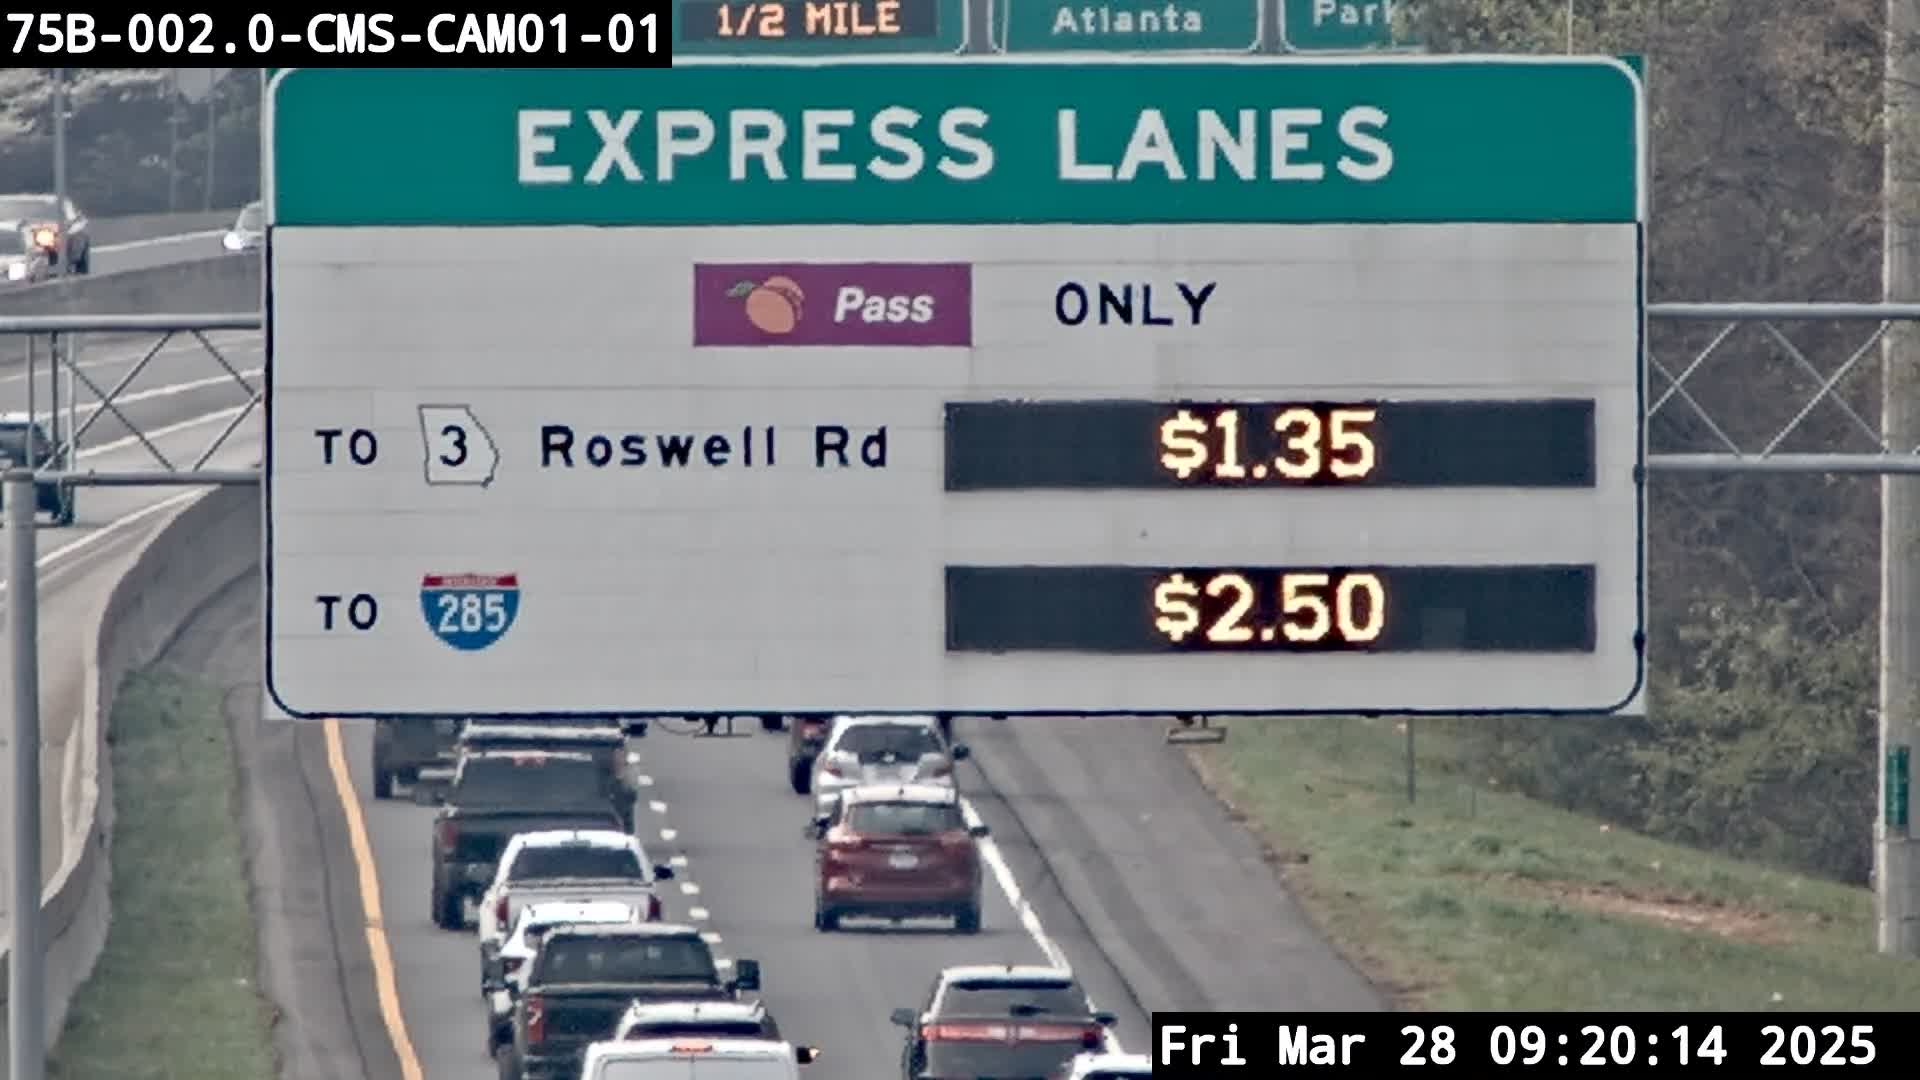 75B-002.0-CMS-CAM01-01
1/2 MILE
Atlanta
EXPRESS LANES
Pass ONLY
TO 3 Roswell Rd $1.35
TO 285 $2.50
Fri Mar 28 09:20:14 2025